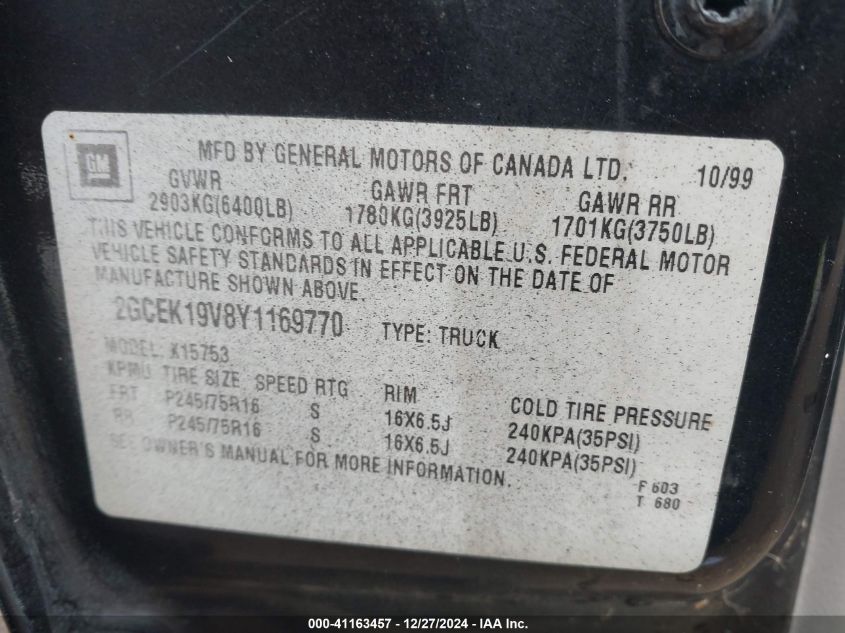 GM
MFD BY GENERAL MOTORS OF CANADA LTD. 10/99
GVWR GAWR FRT GAWR RR
2903KG(6400LB) 1780KG(3925LB) 1701KG(3750LB)
THIS VEHICLE CONFORMS TO ALL APPLICABLE U.S. FEDERAL MOTOR
VEHICLE SAFETY STANDARDS IN EFFECT ON THE DATE OF
MANUFACTURE SHOWN ABOVE.
2GCEK19V8Y1169770 TYPE: TRUCK
MODEL: X15753
KPMU TIRE SIZE SPEED RTG RIM COLD TIRE PRESSURE
FRT P245/75R16 S 16X6.5J 240KPA(35PSI)
RR P245/75R16 S 16X6.5J 240KPA(35PSI)
SEE OWNER'S MANUAL FOR MORE INFORMATION.
F 603
T 680
000-41163457 - 12/27/2024 - IAA Inc.